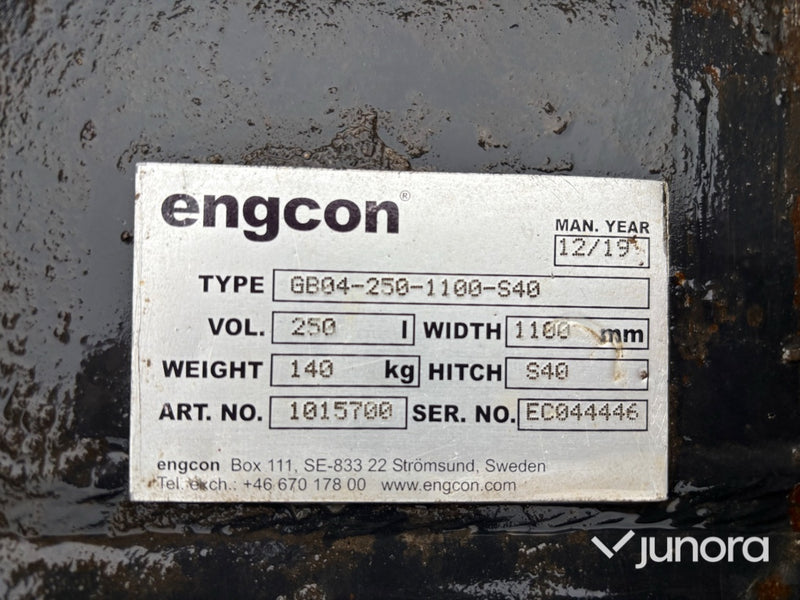 engcon®
MAN. YEAR
12/19
TYPE GB04-250-1100-S40
VOL. 250 l WIDTH 1100 mm
WEIGHT 140 kg HITCH S40
ART. NO. 1015700 SER. NO. EC044446
engcon Box 111, SE-833 22 Strömsund, Sweden
Tel. exch.: +46 670 178 00 www.engcon.com
junora